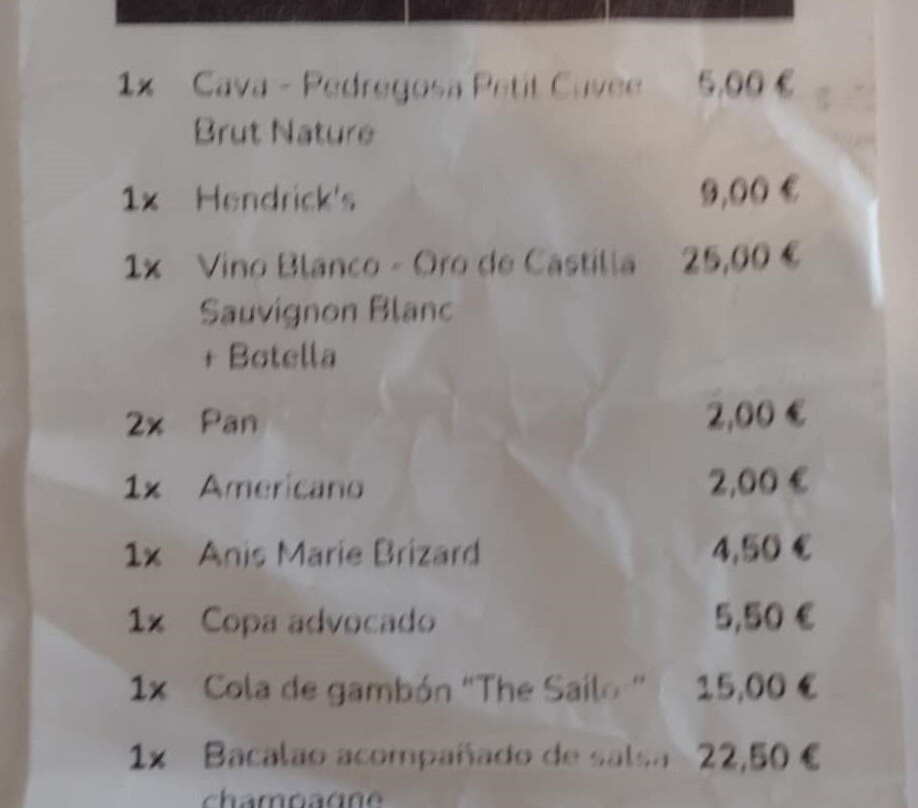 1x Cava - Pedregosa Petit Cuvee 5,00 €
Brut Nature
1x Hendrick's 9,00 €
1x Vino Blanco - Oro de Castilla 25,00 €
Sauvignon Blanc
+ Botella
2x Pan 2,00 €
1x Americano 2,00 €
1x Anis Marie Brizard 4,50 €
1x Copa advocado 5,50 €
1x Cola de gambón "The 15,00 €
1x Bacalao acompañado de salsa 22,50 €
champagne